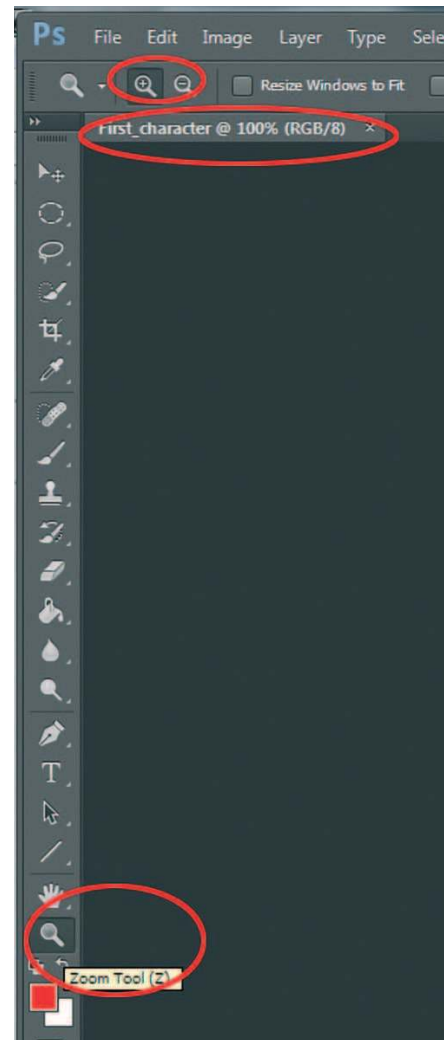 Ps File Edit Image Layer Type Sele
Resize Windows to Fit
First_character @ 100% (RGB/8) ×
T
Zoom Tool (Z)